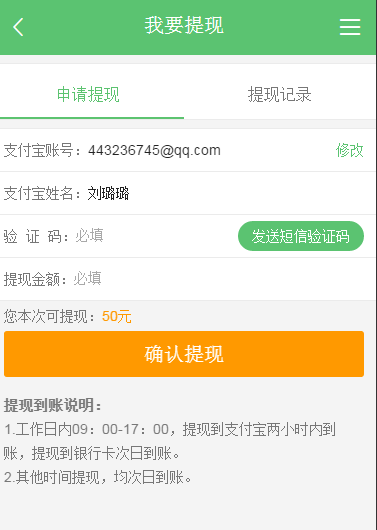 我要提现
申请提现 提现记录
支付宝账号：443236745@qq.com 修改
支付宝姓名：刘璐璐
验 证 码：必填 发送短信验证码
提现金额：必填
您本次可提现：50元
确认提现
提现到账说明：
1.工作日内09：00-17：00，提现到支付宝两小时内到
账，提现到银行卡次日到账。
2.其他时间提现，均次日到账。